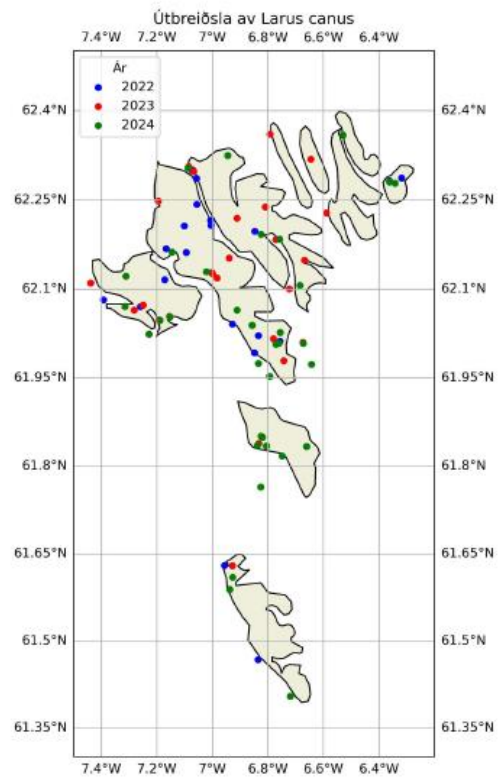 Útbreiðsla av Larus canus
7.4°W 7.2°W 7°W 6.8°W 6.6°W 6.4°W
Ár
2022
2023
2024
62.4°N 62.4°N
62.25°N 62.25°N
62.1°N 62.1°N
61.95°N 61.95°N
61.8°N 61.8°N
61.65°N 61.65°N
61.5°N 61.5°N
61.35°N 61.35°N
7.4°W 7.2°W 7°W 6.8°W 6.6°W 6.4°W